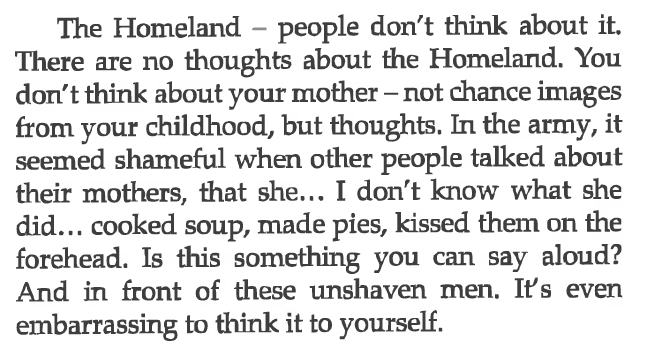 The Homeland – people don't think about it.
There are no thoughts about the Homeland. You
don't think about your mother – not chance images
from your childhood, but thoughts. In the army, it
seemed shameful when other people talked about
their mothers, that she... I don't know what she
did... cooked soup, made pies, kissed them on the
forehead. Is this something you can say aloud?
And in front of these unshaven men. It's even
embarrassing to think it to yourself.